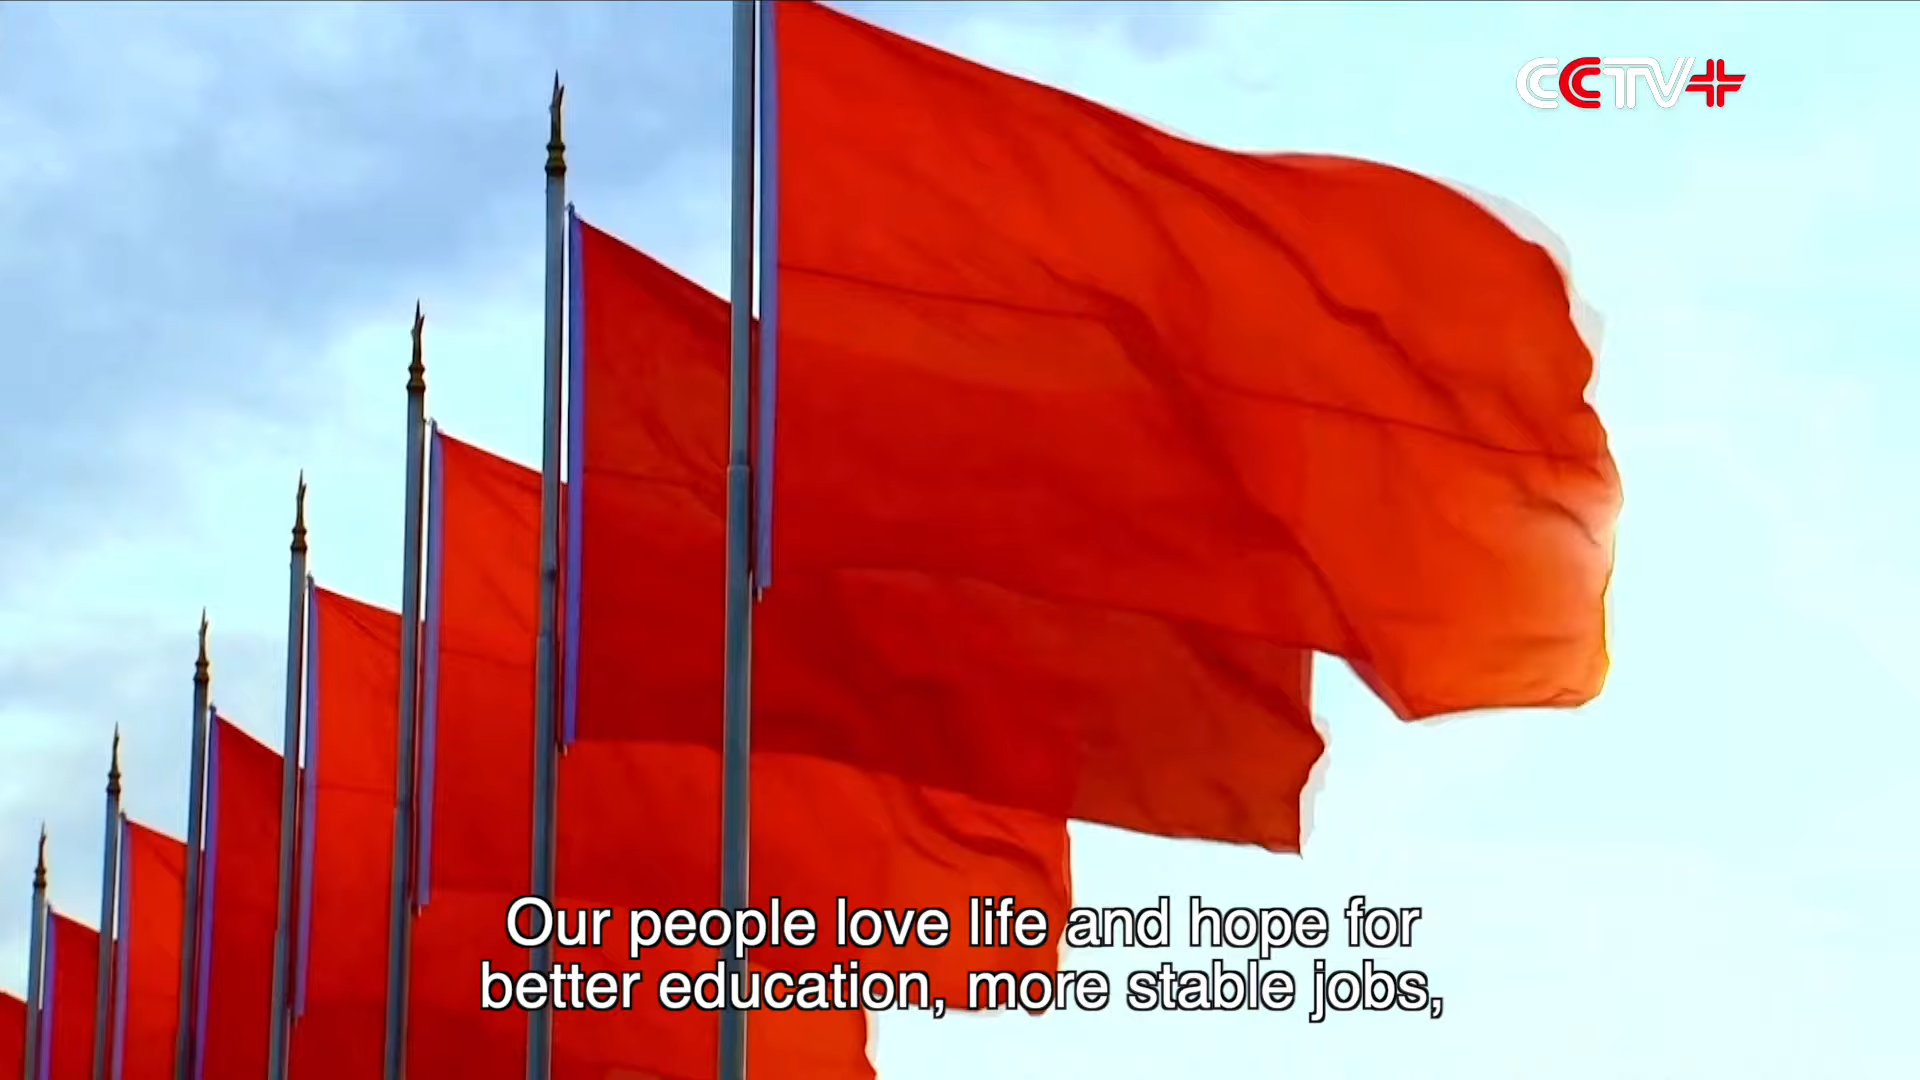 CCTV+
Our people love life and hope for
better education, more stable jobs,